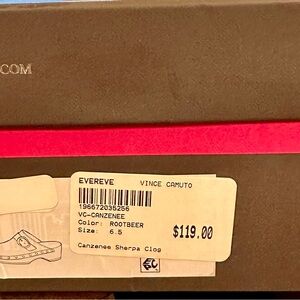 .COM
EVEREVE VINCE CAMUTO
196672035256
VC-CANZENEE
Color: ROOTBEER
Size: 6.5 $119.00
Canzenee Sherpa Clog